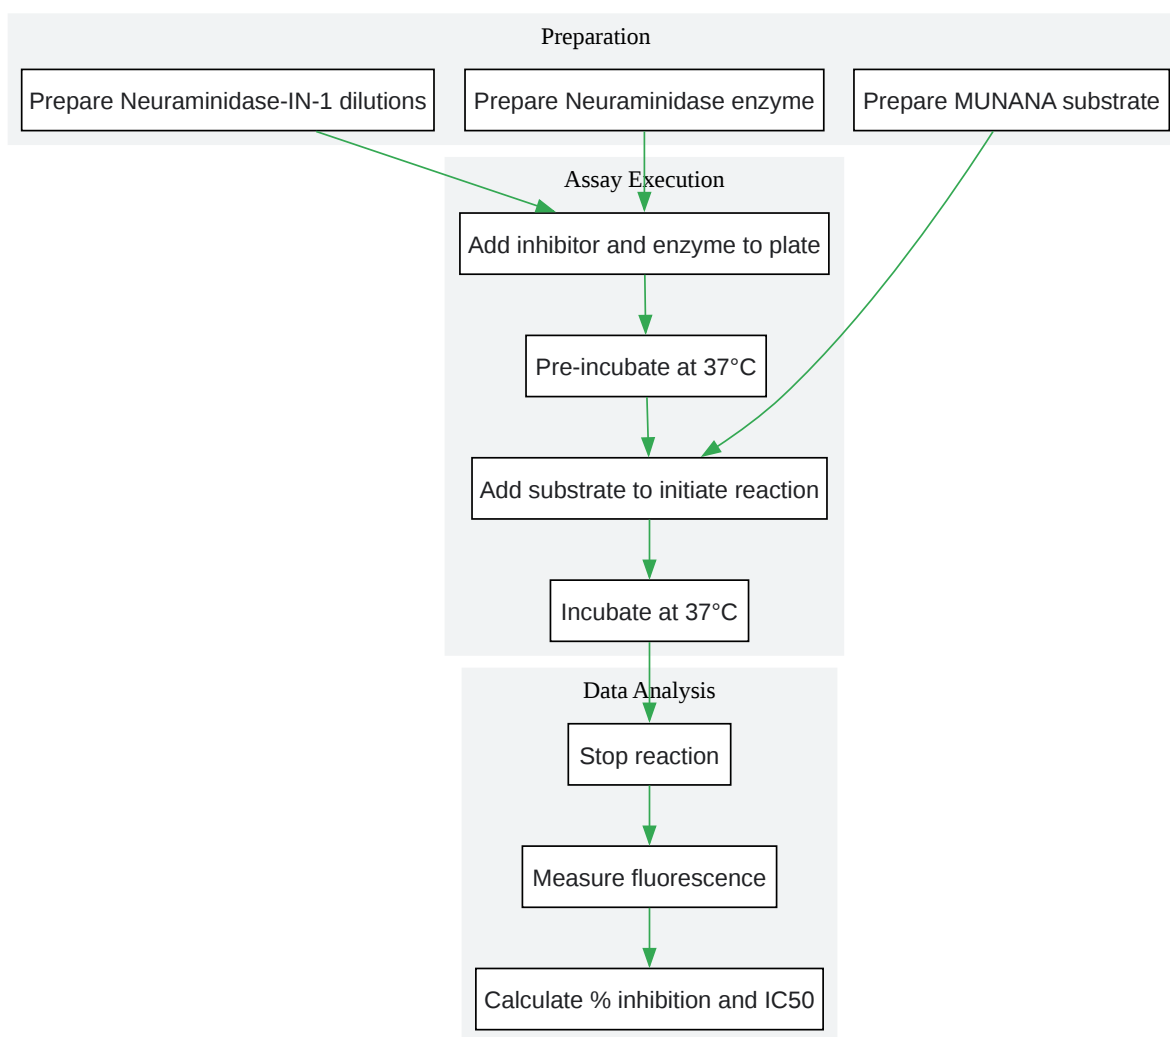 Preparation
Prepare Neuraminidase-IN-1 dilutions
Prepare Neuraminidase enzyme
Prepare MUNANA substrate
Assay Execution
Add inhibitor and enzyme to plate
Pre-incubate at 37°C
Add substrate to initiate reaction
Incubate at 37°C
Data Analysis
Stop reaction
Measure fluorescence
Calculate % inhibition and IC50